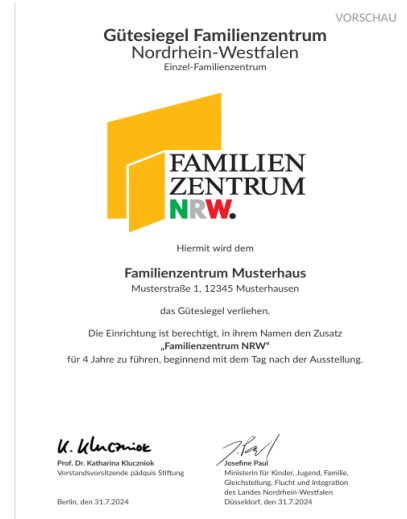 VORSCHAU
Gütesiegel Familienzentrum
Nordrhein-Westfalen
Einzel-Familienzentrum
FAMILIEN
ZENTRUM
NRW.
Hiermit wird dem
Familienzentrum Musterhaus
Musterstraße 1, 12345 Musterhausen
das Gütesiegel verliehen.
Die Einrichtung ist berechtigt, in ihrem Namen den Zusatz
„Familienzentrum NRW“
für 4 Jahre zu führen, beginnend mit dem Tag nach der Ausstellung.
K. Kluczniok
Prof. Dr. Katharina Kluczniok
Vorstandsvorsitzende pädquis Stiftung
Berlin, den 31.7.2024
J. Paul
Josefine Paul
Ministerin für Kinder, Jugend, Familie,
Gleichstellung, Flucht und Integration
des Landes Nordrhein-Westfalen
Düsseldorf, den 31.7.2024